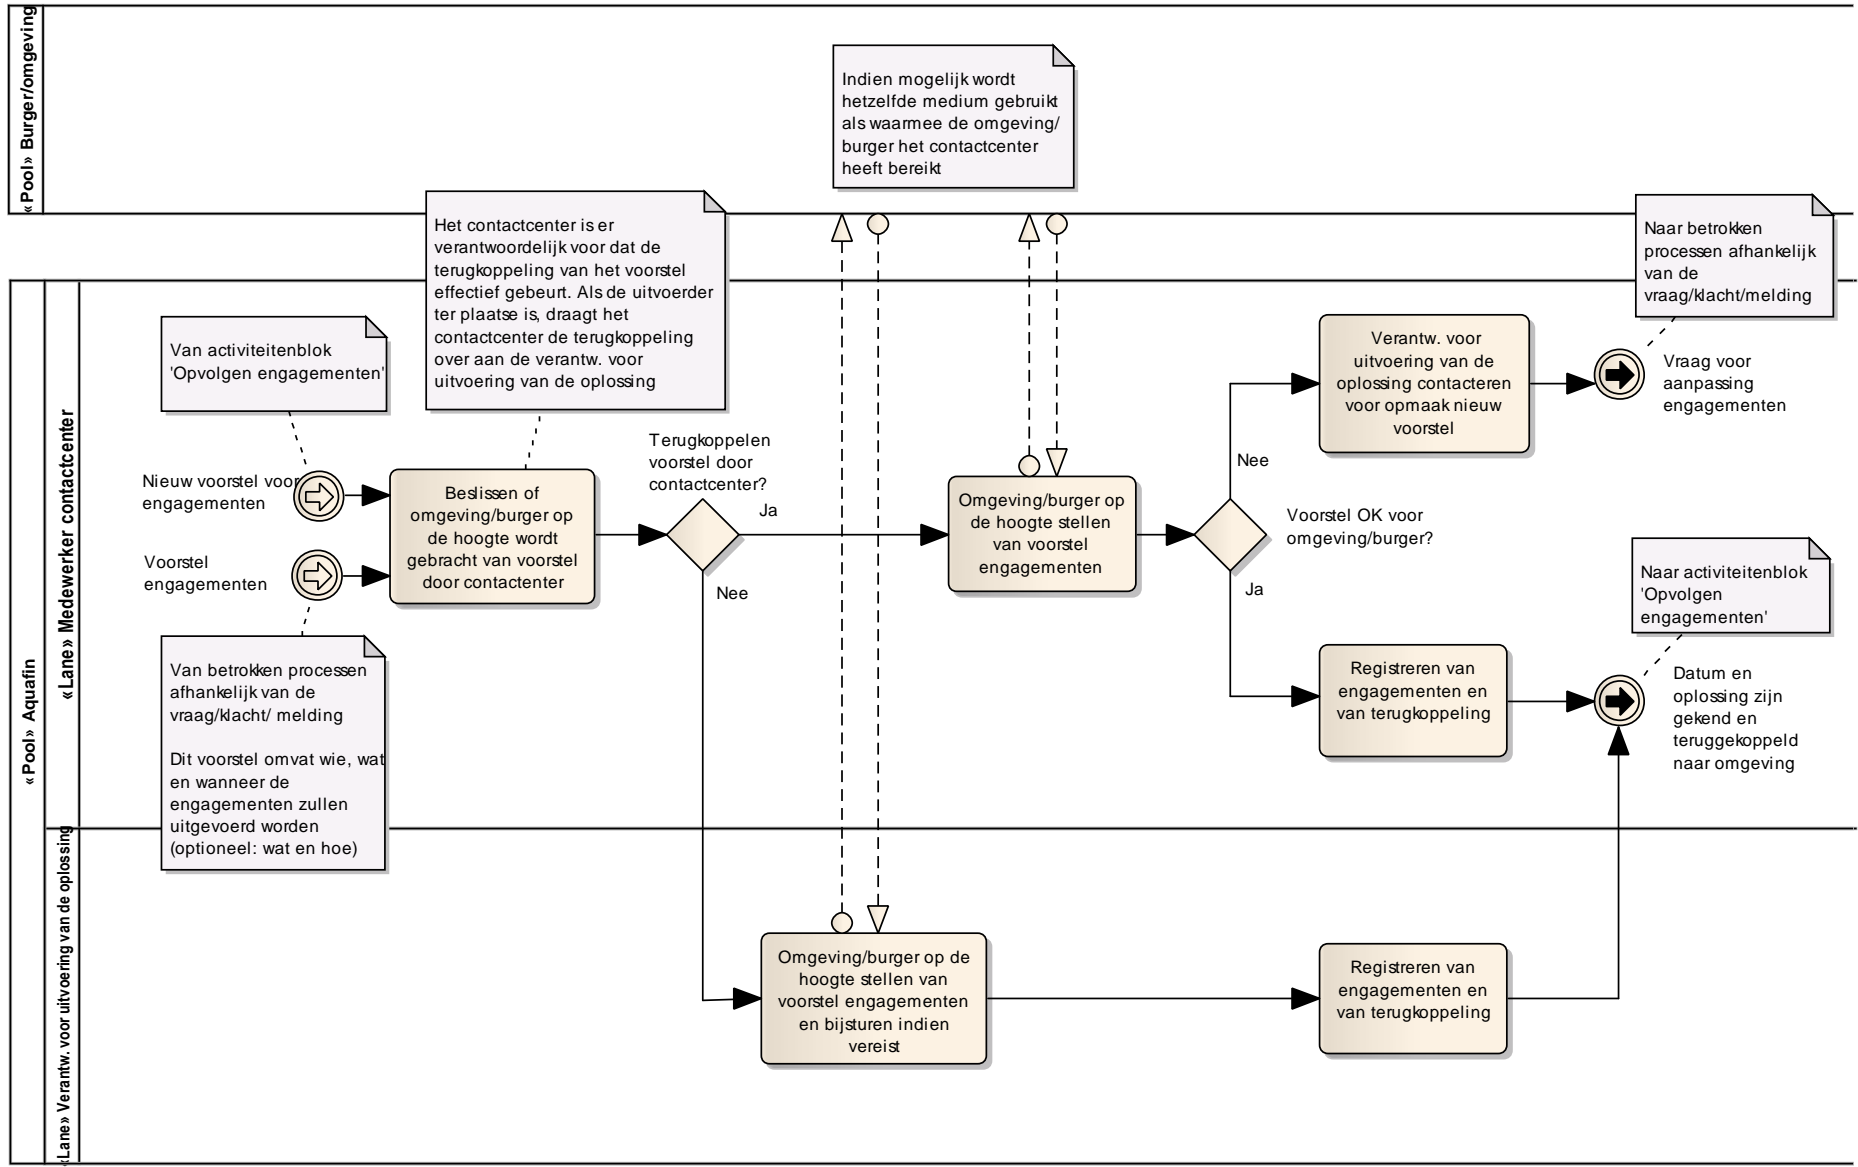 «Pool» Burger/omgeving
Indien mogelijk wordt
hetzelfde medium gebruikt
als waarmee de omgeving/
burger het contactcenter
heeft bereikt
Het contactcenter is er
verantwoordelijk voor dat de
terugkoppeling van het voorstel
effectief gebeurt. Als de uitvoerder
ter plaatse is, draagt het
contactcenter de terugkoppeling
over aan de verantw. voor
uitvoering van de oplossing
Naar betrokken
processen afhankelijk
van de
vraag/klacht/melding
«Pool» Aquafin
«Lane» Medewerker contactcenter
Van activiteitenblok
'Opvolgen engagementen'
Nieuw voorstel voor
engagementen
Voorstel
engagementen
Van betrokken processen
afhankelijk van de
vraag/klacht/ melding
Dit voorstel omvat wie, wat
en wanneer de
engagementen zullen
uitgevoerd worden
(optioneel: wat en hoe)
Beslissen of
omgeving/burger op
de hoogte wordt
gebracht van voorstel
door contactenter
Terugkoppelen
voorstel door
contactcenter?
Ja
Nee
Omgeving/burger op
de hoogte stellen
van voorstel
engagementen
Nee
Voorstel OK voor
omgeving/burger?
Ja
Verantw. voor
uitvoering van de
oplossing contacteren
voor opmaak nieuw
voorstel
Vraag voor
aanpassing
engagementen
Naar activiteitenblok
'Opvolgen
engagementen'
Registreren van
engagementen en
van terugkoppeling
Datum en
oplossing zijn
gekend en
teruggekoppeld
naar omgeving
«Lane» Verantw. voor uitvoering van de oplossing
Omgeving/burger op de
hoogte stellen van
voorstel engagementen
en bijsturen indien
vereist
Registreren van
engagementen en
van terugkoppeling